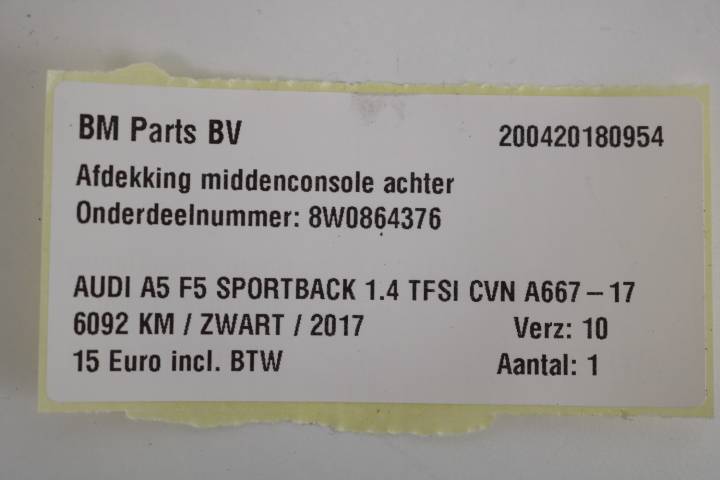 BM Parts BV 200420180954
Afdekking middenconsole achter
Onderdeelnummer: 8W0864376
AUDI A5 F5 SPORTBACK 1.4 TFSI CVN A667-17
6092 KM / ZWART / 2017 Verz: 10
15 Euro incl. BTW Aantal: 1